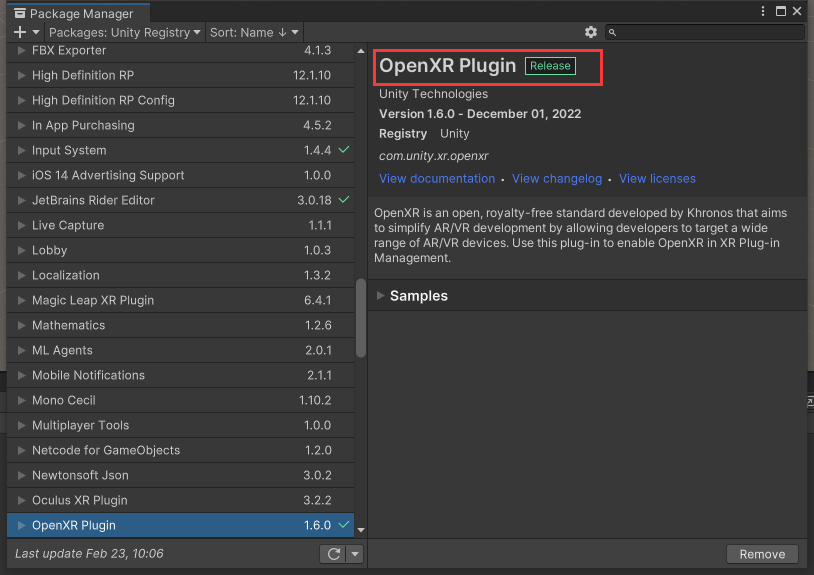 Package Manager
Packages: Unity Registry
Sort: Name ↓
FBX Exporter 4.1.3
High Definition RP 12.1.10
High Definition RP Config 12.1.10
In App Purchasing 4.5.2
Input System 1.4.4
iOS 14 Advertising Support 1.0.0
JetBrains Rider Editor 3.0.18
Live Capture 1.1.1
Lobby 1.0.3
Localization 1.3.2
Magic Leap XR Plugin 6.4.1
Mathematics 1.2.6
ML Agents 2.0.1
Mobile Notifications 2.1.1
Mono Cecil 1.10.2
Multiplayer Tools 1.0.0
Netcode for GameObjects 1.2.0
Newtonsoft Json 3.0.2
Oculus XR Plugin 3.2.2
OpenXR Plugin 1.6.0
Last update Feb 23, 10:06
OpenXR Plugin Release
Unity Technologies
Version 1.6.0 - December 01, 2022
Registry Unity
com.unity.xr.openxr
View documentation • View changelog • View licenses
OpenXR is an open, royalty-free standard developed by Khronos that aims
to simplify AR/VR development by allowing developers to target a wide
range of AR/VR devices. Use this plug-in to enable OpenXR in XR Plug-in
Management.
Samples
Remove